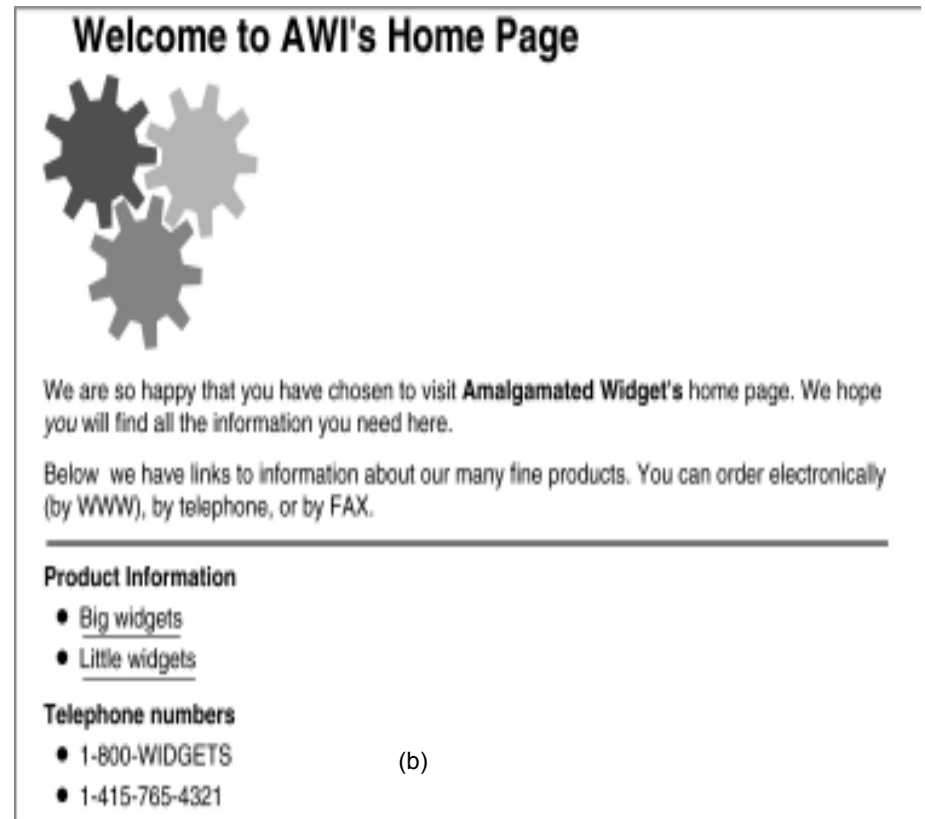 Welcome to AWI's Home Page
We are so happy that you have chosen to visit Amalgamated Widget's home page. We hope
you will find all the information you need here.
Below we have links to information about our many fine products. You can order electronically
(by WWW), by telephone, or by FAX.
Product Information
Big widgets
Little widgets
Telephone numbers
1-800-WIDGETS
(b)
1-415-765-4321